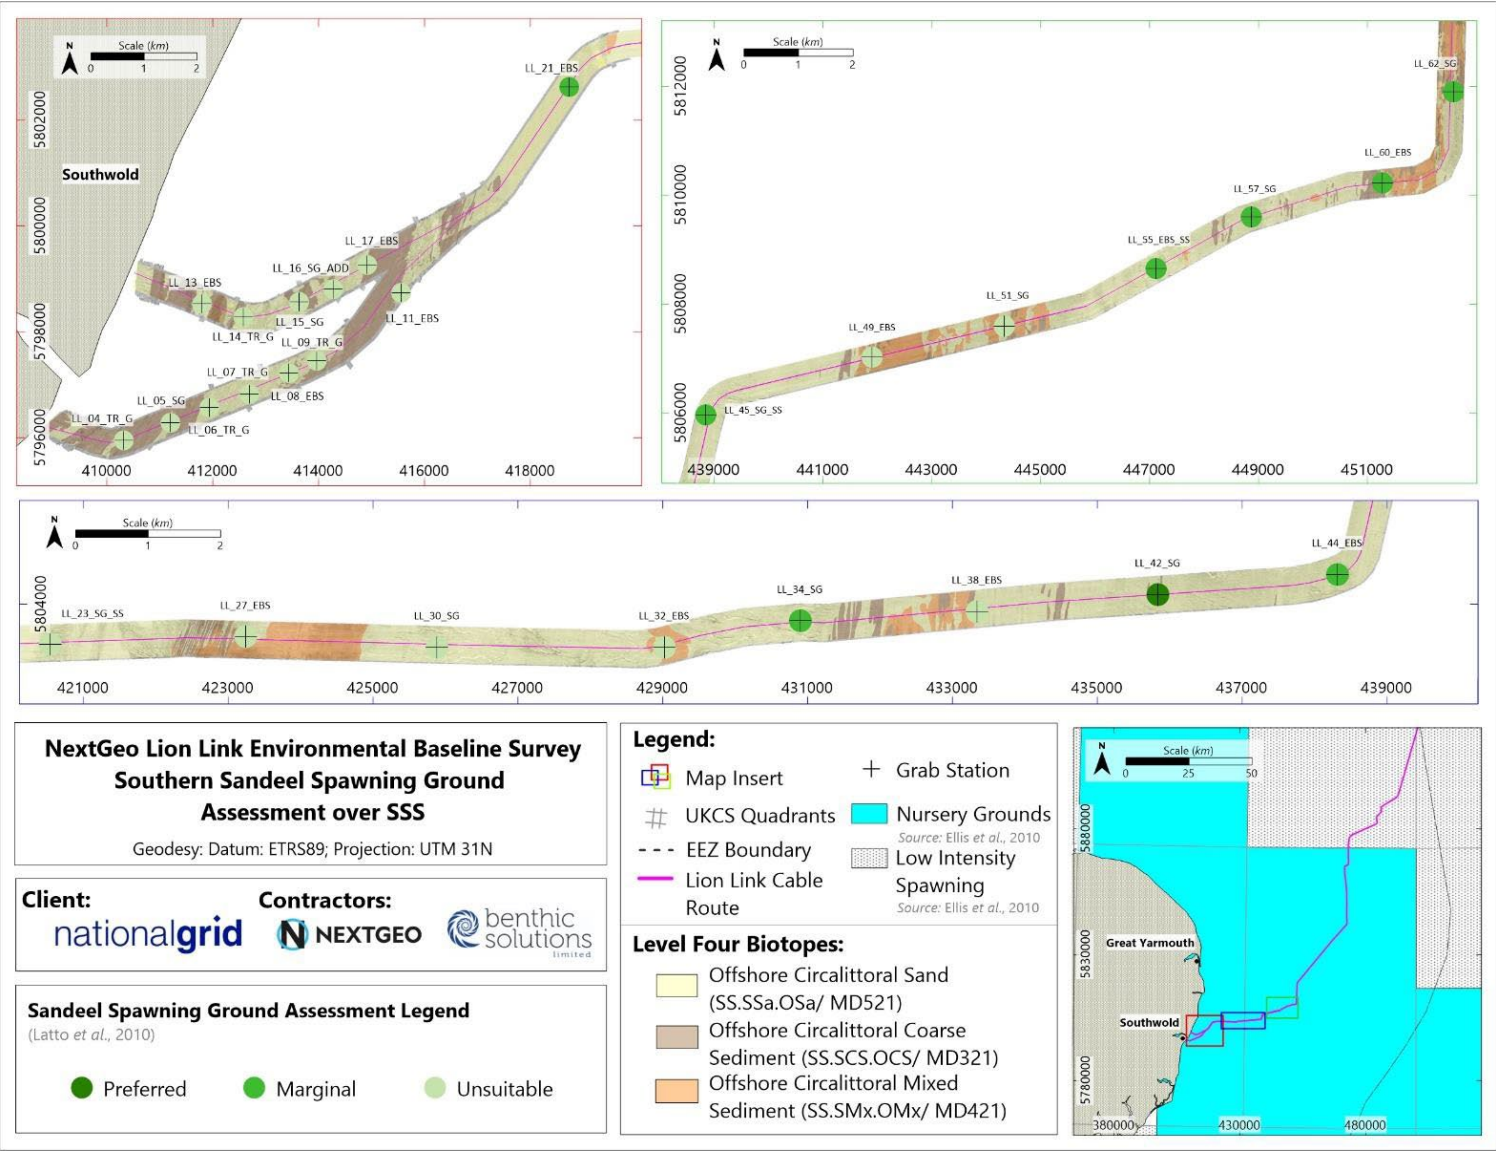 N
Scale (km)
0 1 2
Southwold
5802000
5800000
5798000
5796000
LL_21_EBS
LL_17_EBS
LL_16_SG_ADD
LL_13_EBS
LL_15_SG
LL_11_EBS
LL_14_TR_G
LL_09_TR_G
LL_07_TR_G
LL_08_EBS
LL_05_SG
LL_04_TR_G
LL_06_TR_G
410000 412000 414000 416000 418000
N
Scale (km)
0 1 2
5812000
5810000
5808000
5806000
LL_62_SG
LL_60_EBS
LL_57_SG
LL_55_EBS_SS
LL_51_SG
LL_49_EBS
LL_45_SG_SS
439000 441000 443000 445000 447000 449000 451000
N
Scale (km)
0 1 2
5804000
LL_23_SG_SS
LL_27_EBS
LL_30_SG
LL_32_EBS
LL_34_SG
LL_38_EBS
LL_42_SG
LL_44_EBS
421000 423000 425000 427000 429000 431000 433000 435000 437000 439000
NextGeo Lion Link Environmental Baseline Survey
Southern Sandeel Spawning Ground
Assessment over SSS
Geodesy: Datum: ETRS89; Projection: UTM 31N
Client:
nationalgrid
Contractors:
N NEXTGEO
benthic
solutions
limited
Sandeel Spawning Ground Assessment Legend
(Latto et al., 2010)
Preferred Marginal Unsuitable
Legend:
Map Insert
UKCS Quadrants
EEZ Boundary
Lion Link Cable
Route
Grab Station
Nursery Grounds
Source: Ellis et al., 2010
Low Intensity
Spawning
Source: Ellis et al., 2010
Level Four Biotopes:
Offshore Circalittoral Sand
(SS.SSa.OSa/ MD521)
Offshore Circalittoral Coarse
Sediment (SS.SCS.OCS/ MD321)
Offshore Circalittoral Mixed
Sediment (SS.SMx.OMx/ MD421)
N
Scale (km)
0 25 50
5880000
5830000
5780000
Great Yarmouth
Southwold
380000 430000 480000